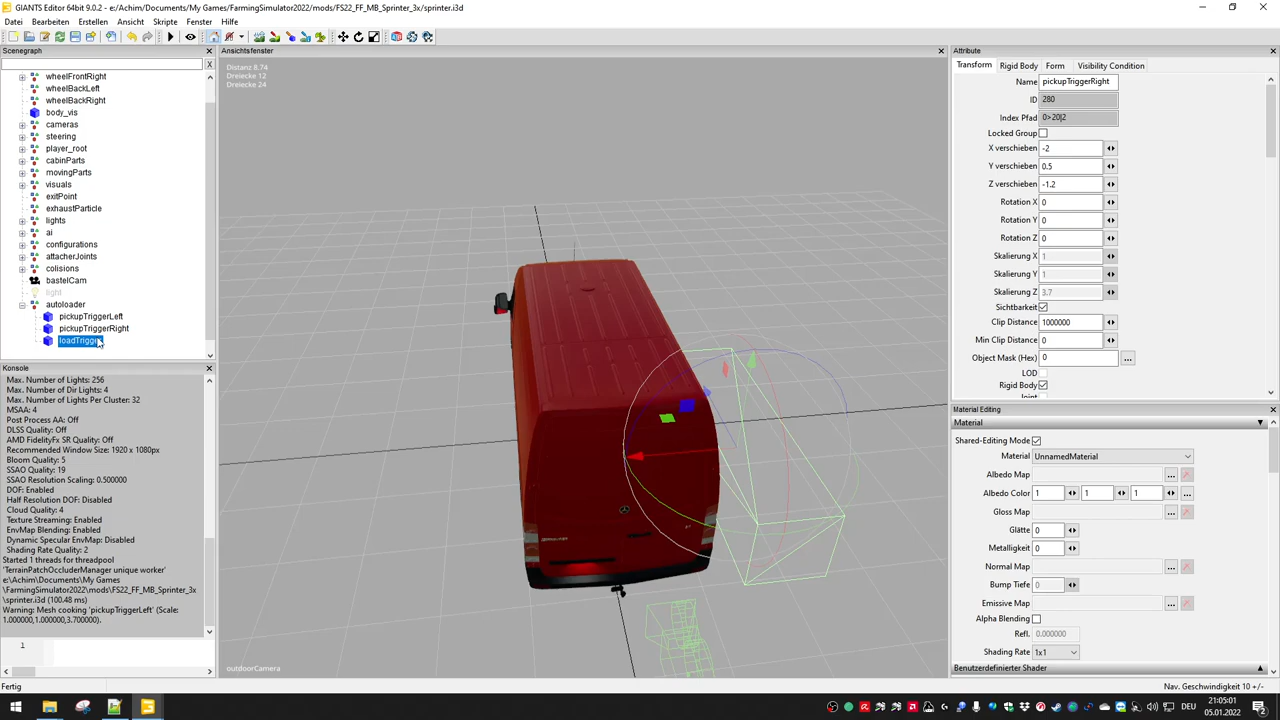 GIANTS Editor 64bit 9.0.2 - e:/Achim/Documents/My Games/FarmingSimulator2022/mods/FS22_FF_MB_Sprinter_3x/sprinter.i3d
Datei Bearbeiten Erstellen Ansicht Skripte Fenster Hilfe
Scenegraph
X
wheelFrontRight
wheelBackLeft
wheelBackRight
body_vis
cameras
steering
player_root
cabinParts
movingParts
visuals
exitPoint
exhaustParticle
lights
ai
configurations
attacherJoints
colisions
bastelCam
light
autoloader
pickupTriggerLeft
pickupTriggerRight
loadTrigger
Konsole
Max. Number of Lights: 256
Max. Number of Dir Lights: 4
Max. Number of Lights Per Cluster: 32
MSAA: 4
Post Process AA: Off
DLSS Quality: Off
AMD FidelityFx SR Quality: Off
Recommended Window Size: 1920 x 1080px
Bloom Quality: 5
SSAO Quality: 19
SSAO Resolution Scaling: 0.500000
DOF: Enabled
Half Resolution DOF: Disabled
Cloud Quality: 4
Texture Streaming: Enabled
EnvMap Blending: Enabled
Dynamic Specular EnvMap: Disabled
Shading Rate Quality: 2
Started 1 threads for threadpool
'TerrainPatchOccluderManager unique worker'
e:\Achim\Documents\My Games
\FarmingSimulator2022\mods\FS22_FF_MB_Sprinter_3x
\sprinter.i3d (100.48 ms)
Warning: Mesh cooking 'pickupTriggerLeft' (Scale:
1.000000,1.000000,3.700000).
1
Fertig
Ansichtsfenster
Distanz 8.74
Dreiecke 12
Dreiecke 24
outdoorCamera
Attribute
Transform Rigid Body Form Visibility Condition
Name pickupTriggerRight
ID 280
Index Pfad 0>20|2
Locked Group
X verschieben -2
Y verschieben 0.5
Z verschieben -1.2
Rotation X 0
Rotation Y 0
Rotation Z 0
Skalierung X 1
Skalierung Y 1
Skalierung Z 3.7
Sichtbarkeit
Clip Distance 1000000
Min Clip Distance 0
Object Mask (Hex) 0 ...
LOD
Rigid Body
Joint
Material Editing
Material
Shared-Editing Mode
Material UnnamedMaterial
Albedo Map ...
Albedo Color 1 1 1 ...
Gloss Map ...
Glätte 0
Metalligkeit 0
Normal Map ...
Bump Tiefe 0
Emissive Map ...
Alpha Blending
Refl. 0.000000
Shading Rate 1x1
Benutzerdefinierter Shader
Nav. Geschwindigkeit 10 +/-
DEU
21:05:01
05.01.2022